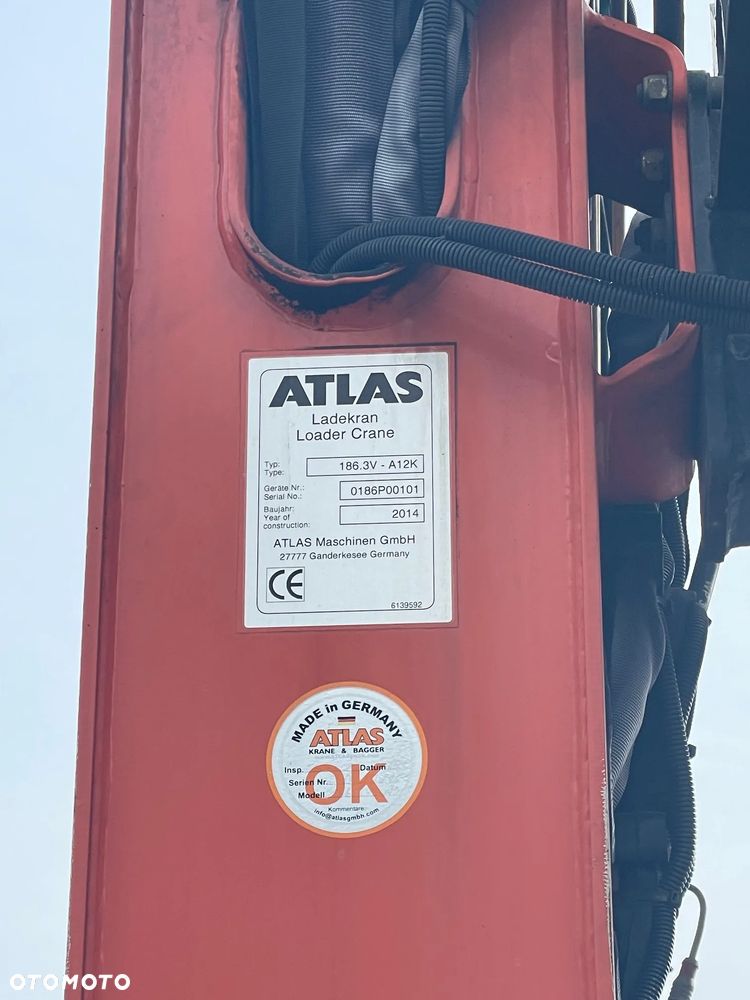 ATLAS
Ladekran
Loader Crane
Typ:
Type:
186.3V - A12K
Geräte Nr.:
Serial No.:
0186P00101
Baujahr:
Year of
construction:
2014
ATLAS Maschinen GmbH
27777 Ganderkesee Germany
CE
6139592
MADE in GERMANY
ATLAS
KRANE & BAGGER
Insp. Datum
OK
Serien Nr.
Modell
Kommentare:
info@atlasgmbh.com
OTOMOTO